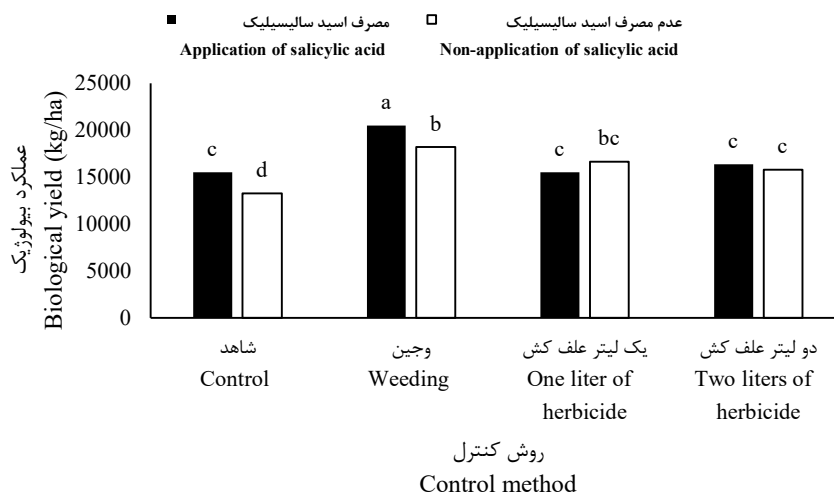 مصرف اسید سالیسیلیک
Application of salicylic acid
عدم مصرف اسید سالیسیلیک
Non-application of salicylic acid
عملکرد بیولوژیک
Biological yield (kg/ha)
25000
20000
15000
10000
5000
0
c
d
a
b
c
bc
c
c
شاهد
Control
وجین
Weeding
یک لیتر علف کش
One liter of
herbicide
دو لیتر علف کش
Two liters of
herbicide
روش کنترل
Control method